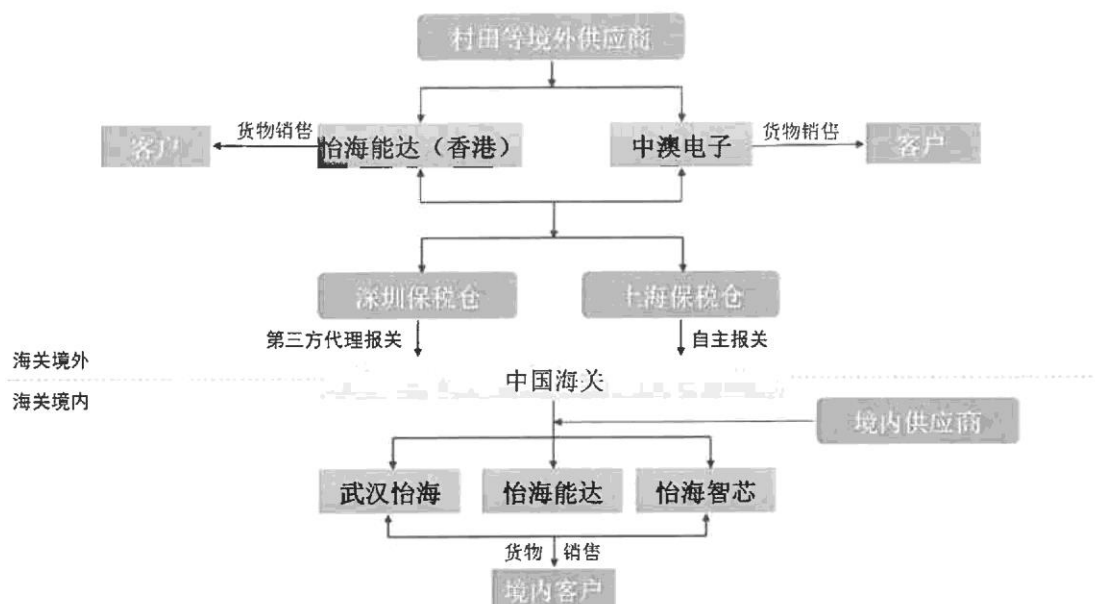 村田等境外供应商
客户
货物销售
怡海能达（香港）
中澳电子
货物销售
客户
深圳保税仓
上海保税仓
第三方代理报关
自主报关
海关境外
中国海关
海关境内
境内供应商
武汉怡海
怡海能达
怡海智芯
货物 销售
境内客户